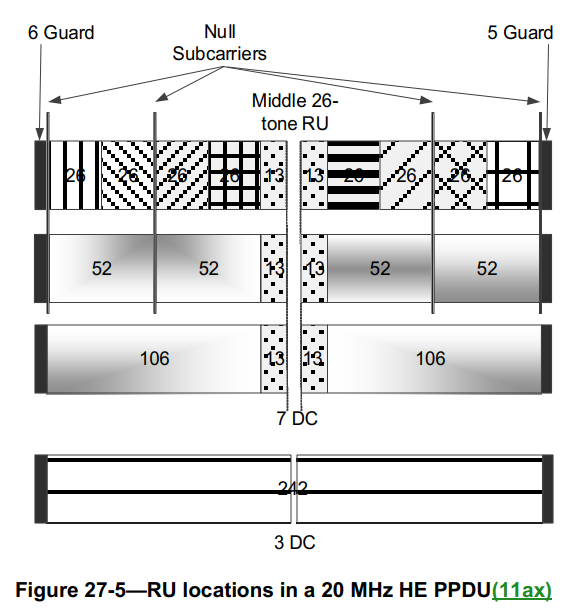 6 Guard
Null
Subcarriers
5 Guard
Middle 26-
tone RU
26 26 26 26 13 13 26 26 26 26
52 52 13 13 52 52
106 13 13 106
7 DC
242
3 DC
Figure 27-5—RU locations in a 20 MHz HE PPDU(11ax)